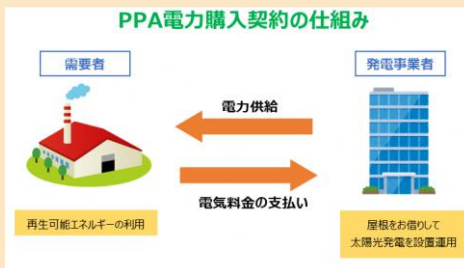 PPA電力購入契約の仕組み
需要者
発電事業者
電力供給
電気料金の支払い
再生可能エネルギーの利用
屋根をお借りして
太陽光発電を設置運用